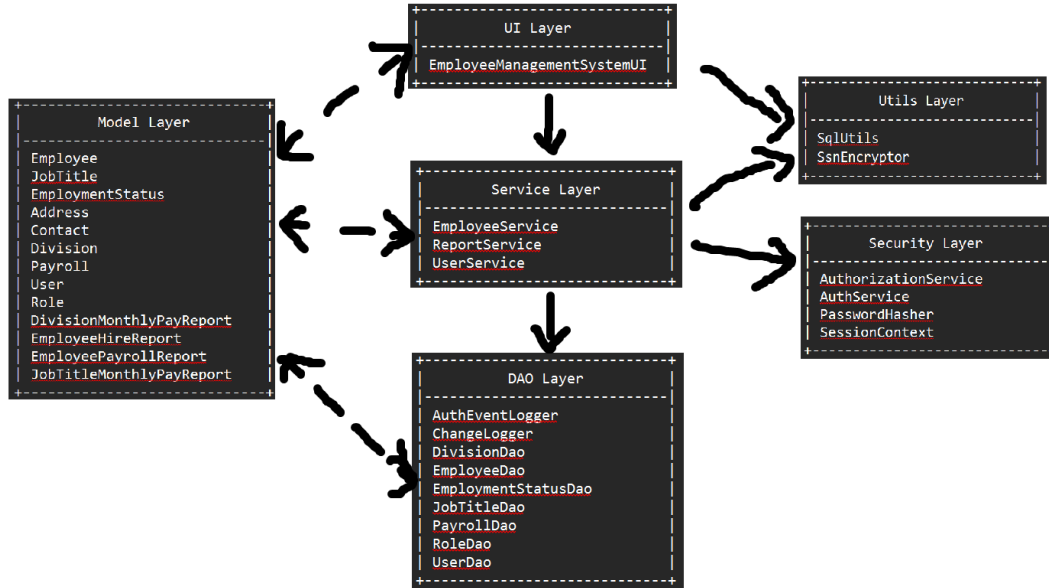 UI Layer
EmployeeManagementSystemUI
Model Layer
Employee
JobTitle
EmploymentStatus
Address
Contact
Division
Payroll
User
Role
DivisionMonthlyPayReport
EmployeeHireReport
EmployeePayrollReport
JobTitleMonthlyPayReport
Service Layer
EmployeeService
ReportService
UserService
DAO Layer
AuthEventLogger
ChangeLogger
DivisionDao
EmployeeDao
EmploymentStatusDao
JobTitleDao
PayrollDao
RoleDao
UserDao
Utils Layer
SqlUtils
SsnEncryptor
Security Layer
AuthorizationService
AuthService
PasswordHasher
SessionContext